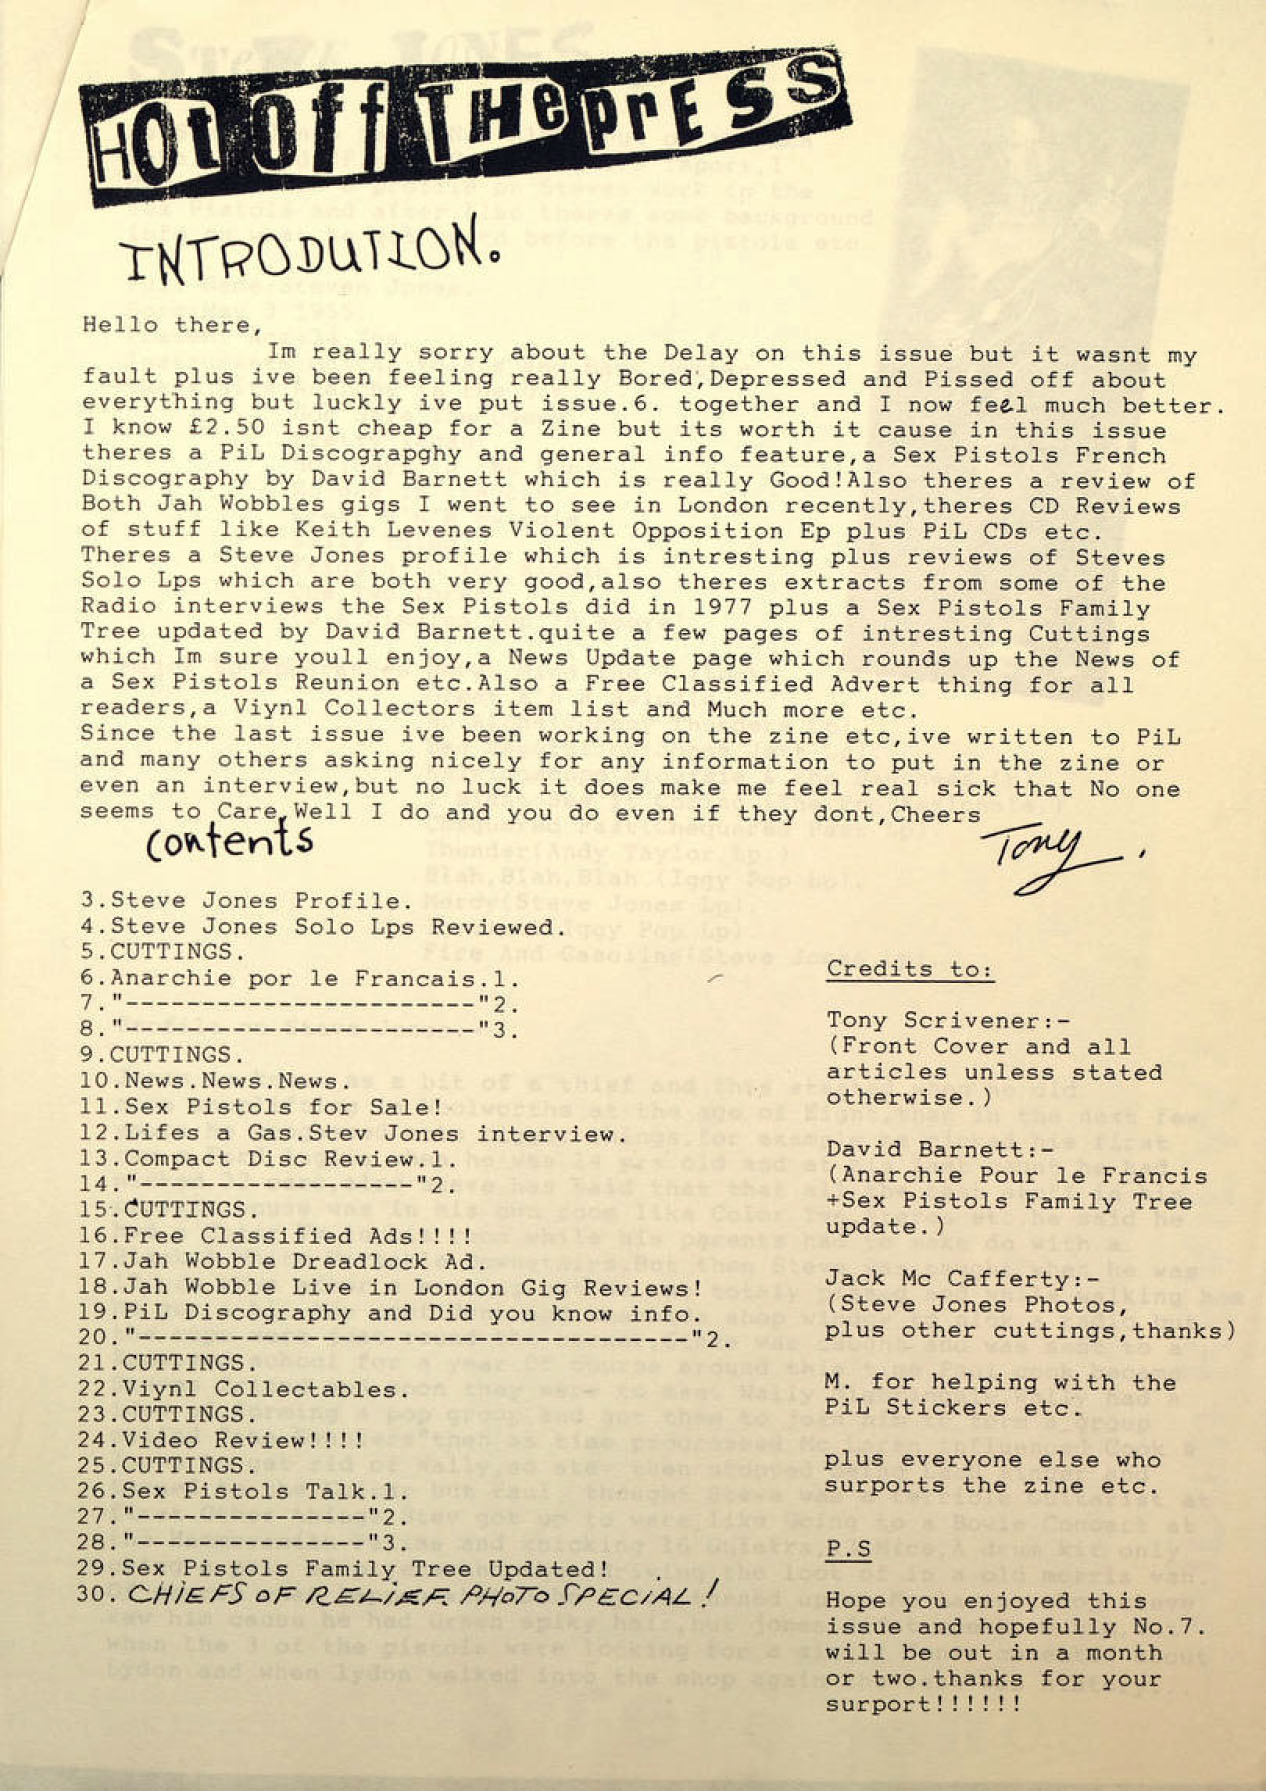 HOt Off THe prESS
INTRODUTION.
Hello there,
Im really sorry about the Delay on this issue but it wasnt my
fault plus ive been feeling really Bored,Depressed and Pissed off about
everything but luckly ive put issue.6. together and I now feel much better.
I know £2.50 isnt cheap for a Zine but its worth it cause in this issue
theres a PiL Discograpghy and general info feature,a Sex Pistols French
Discography by David Barnett which is really Good!Also theres a review of
Both Jah Wobbles gigs I went to see in London recently,theres CD Reviews
of stuff like Keith Levenes Violent Opposition Ep plus PiL CDs etc.
Theres a Steve Jones profile which is intresting plus reviews of Steves
Solo Lps which are both very good,also theres extracts from some of the
Radio interviews the Sex Pistols did in 1977 plus a Sex Pistols Family
Tree updated by David Barnett.quite a few pages of intresting Cuttings
which Im sure youll enjoy,a News Update page which rounds up the News of
a Sex Pistols Reunion etc.Also a Free Classified Advert thing for all
readers,a Viynl Collectors item list and Much more etc.
Since the last issue ive been working on the zine etc,ive written to PiL
and many others asking nicely for any information to put in the zine or
even an interview,but no luck it does make me feel real sick that No one
seems to Care,Well I do and you do even if they dont,Cheers
Tony.
contents
3.Steve Jones Profile.
4.Steve Jones Solo Lps Reviewed.
5.CUTTINGS.
6.Anarchie por le Francais.1.
7."-----------------------"2.
8."-----------------------"3.
9.CUTTINGS.
10.News.News.News.
11.Sex Pistols for Sale!
12.Lifes a Gas.Stev Jones interview.
13.Compact Disc Review.1.
14."------------------"2.
15.CUTTINGS.
16.Free Classified Ads!!!!
17.Jah Wobble Dreadlock Ad.
18.Jah Wobble Live in London Gig Reviews!
19.PiL Discography and Did you know info.
20."------------------------------------"2.
21.CUTTINGS.
22.Viynl Collectables.
23.CUTTINGS.
24.Video Review!!!!
25.CUTTINGS.
26.Sex Pistols Talk.1.
27."---------------"2.
28."---------------"3.
29.Sex Pistols Family Tree Updated!
30. CHiEFS OF RELiEF PHOTO SPECiAL!
Credits to:
Tony Scrivener:-
(Front Cover and all
articles unless stated
otherwise.)
David Barnett:-
(Anarchie Pour le Francis
+Sex Pistols Family Tree
update.)
Jack Mc Cafferty:-
(Steve Jones Photos,
plus other cuttings,thanks)
M. for helping with the
PiL Stickers etc.
plus everyone else who
surports the zine etc.
P.S
Hope you enjoyed this
issue and hopefully No.7.
will be out in a month
or two.thanks for your
surport!!!!!!